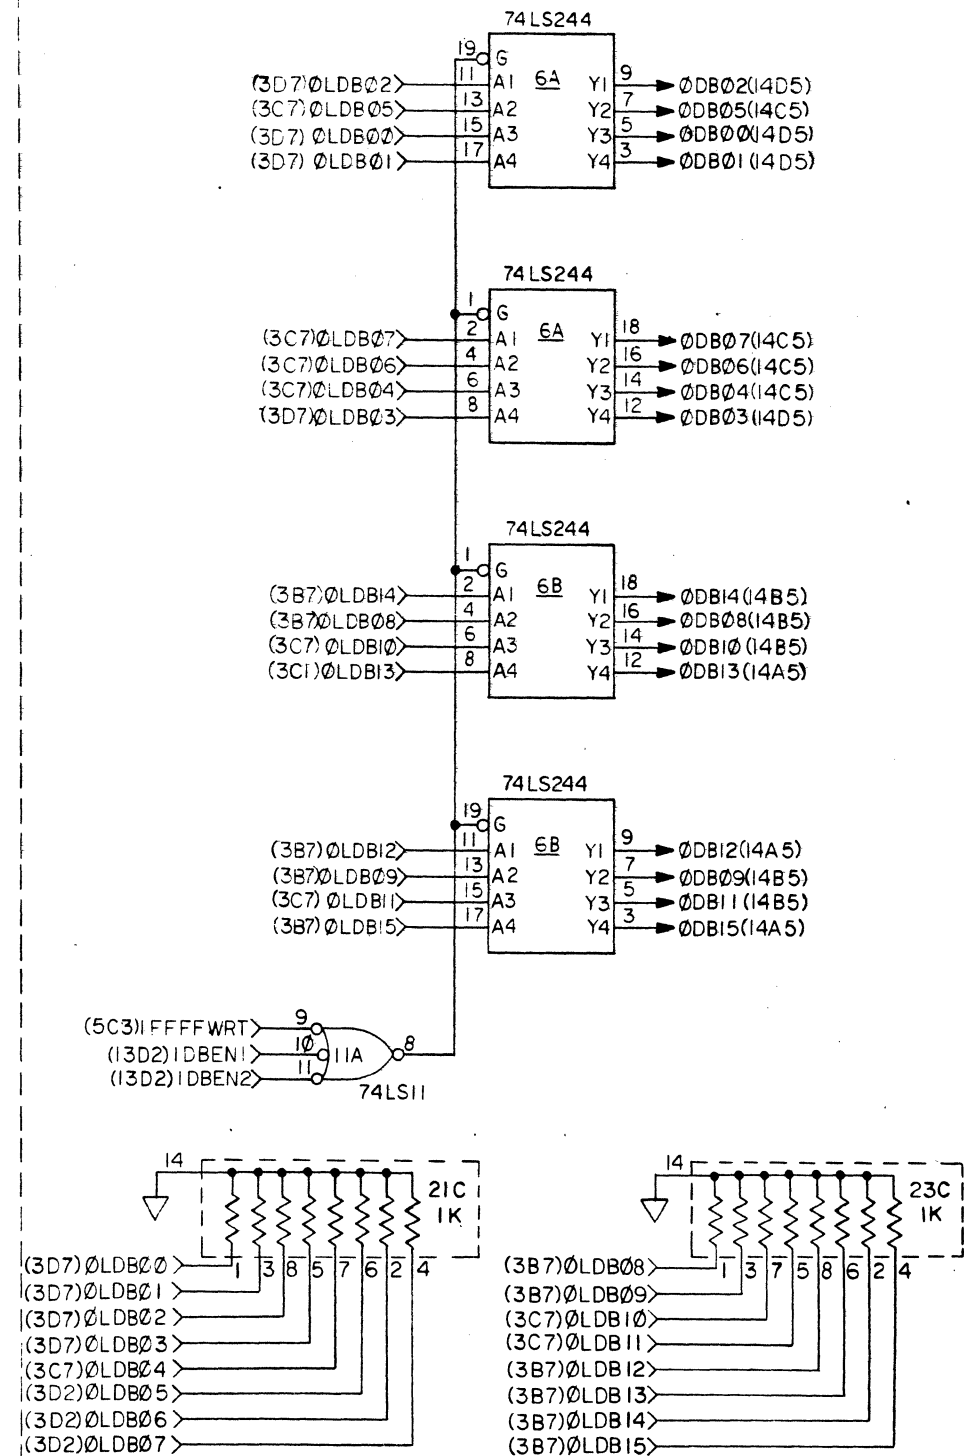 74LS244
19 G
(3D7)ØLDBØ2 11 A1 6A Y1 9 ØDBØ2(14D5)
(3C7)ØLDBØ5 13 A2 Y2 7 ØDBØ5(14C5)
(3D7)ØLDBØØ 15 A3 Y3 5 ØDBØØ(14D5)
(3D7)ØLDBØ1 17 A4 Y4 3 ØDBØ1(14D5)
74LS244
1 G
(3C7)ØLDBØ7 2 A1 6A Y1 18 ØDBØ7(14C5)
(3C7)ØLDBØ6 4 A2 Y2 16 ØDBØ6(14C5)
(3C7)ØLDBØ4 6 A3 Y3 14 ØDBØ4(14C5)
(3D7)ØLDBØ3 8 A4 Y4 12 ØDBØ3(14D5)
74LS244
1 G
(3B7)ØLDB14 2 A1 6B Y1 18 ØDB14(14B5)
(3B7)ØLDBØ8 4 A2 Y2 16 ØDBØ8(14B5)
(3C7)ØLDB1Ø 6 A3 Y3 14 ØDB1Ø(14B5)
(3C1)ØLDB13 8 A4 Y4 12 ØDB13(14A5)
74LS244
19 G
(3B7)ØLDB12 11 A1 6B Y1 9 ØDB12(14A5)
(3B7)ØLDBØ9 13 A2 Y2 7 ØDBØ9(14B5)
(3C7)ØLDB11 15 A3 Y3 5 ØDB11(14B5)
(3B7)ØLDB15 17 A4 Y4 3 ØDB15(14A5)
(5C3)1FFFFWRT 9
(13D2)1DBEN1 1Ø 11A 8
(13D2)1DBEN2 11
74LS11
14
21C
1K
1 3 8 5 7 6 2 4
(3D7)ØLDBØØ
(3D7)ØLDBØ1
(3D7)ØLDBØ2
(3D7)ØLDBØ3
(3C7)ØLDBØ4
(3D2)ØLDBØ5
(3D2)ØLDBØ6
(3D2)ØLDBØ7
14
23C
1K
1 3 7 5 8 6 2 4
(3B7)ØLDBØ8
(3B7)ØLDBØ9
(3C7)ØLDB1Ø
(3C7)ØLDB11
(3B7)ØLDB12
(3B7)ØLDB13
(3B7)ØLDB14
(3B7)ØLDB15